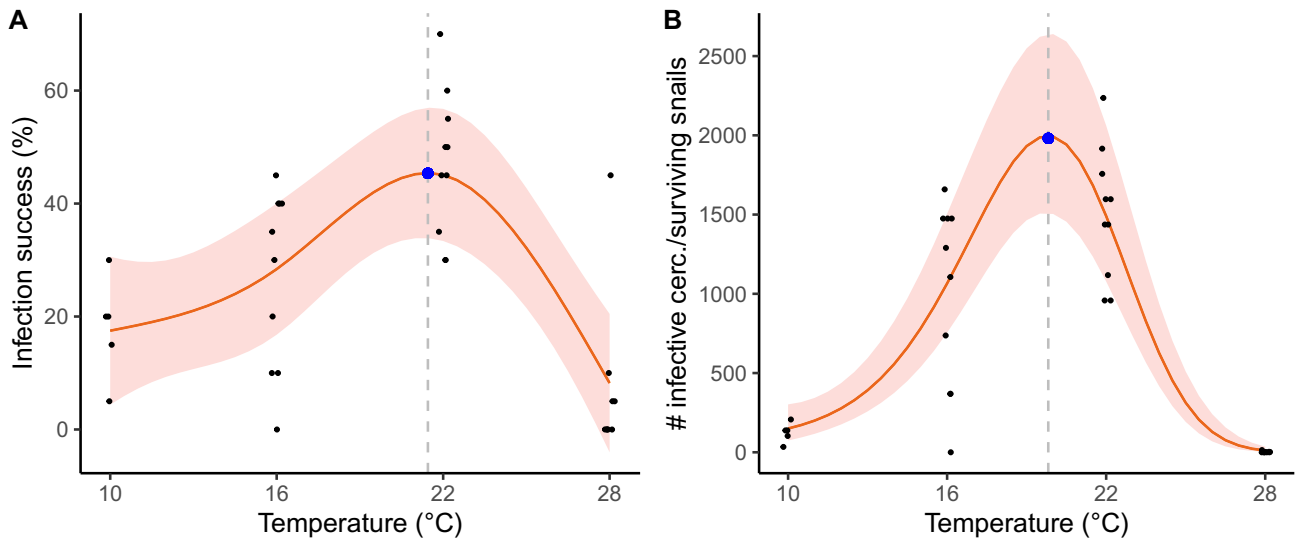 A
Infection success (%)
60
40
20
0
10 16 22 28
Temperature (°C)
B
# infective cerc./surviving snails
2500
2000
1500
1000
500
0
10 16 22 28
Temperature (°C)